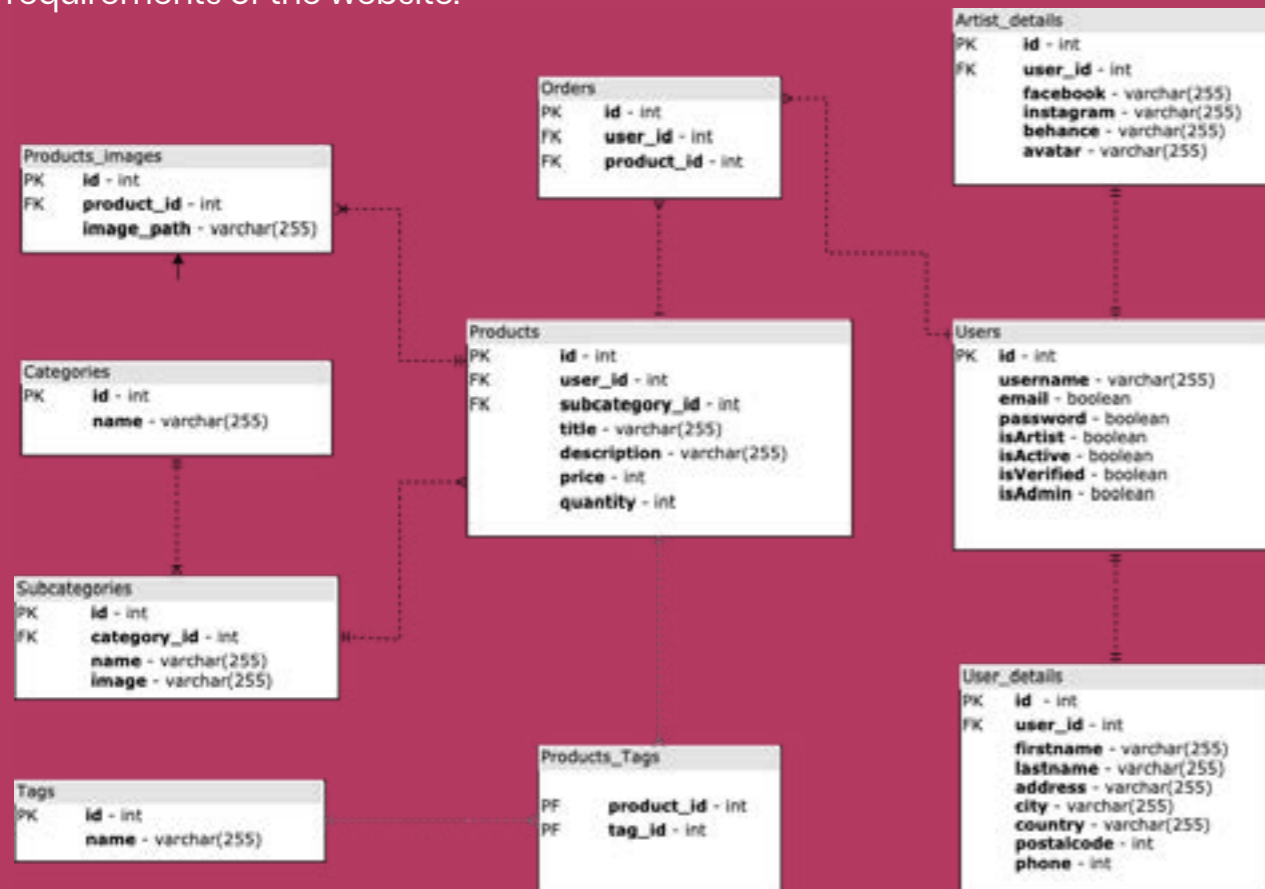 requirements of the website.
Artist_details
PK id - int
FK user_id - int
facebook - varchar(255)
instagram - varchar(255)
behance - varchar(255)
avatar - varchar(255)
Orders
PK id - int
FK user_id - int
FK product_id - int
Products_images
PK id - int
FK product_id - int
image_path - varchar(255)
Products
PK id - int
FK user_id - int
FK subcategory_id - int
title - varchar(255)
description - varchar(255)
price - int
quantity - int
Users
PK id - int
username - varchar(255)
email - boolean
password - boolean
isArtist - boolean
isActive - boolean
isVerified - boolean
isAdmin - boolean
Categories
PK id - int
name - varchar(255)
Subcategories
PK id - int
FK category_id - int
name - varchar(255)
image - varchar(255)
User_details
PK id - int
FK user_id - int
firstname - varchar(255)
lastname - varchar(255)
address - varchar(255)
city - varchar(255)
country - varchar(255)
postalcode - int
phone - int
Products_Tags
PF product_id - int
PF tag_id - int
Tags
PK id - int
name - varchar(255)